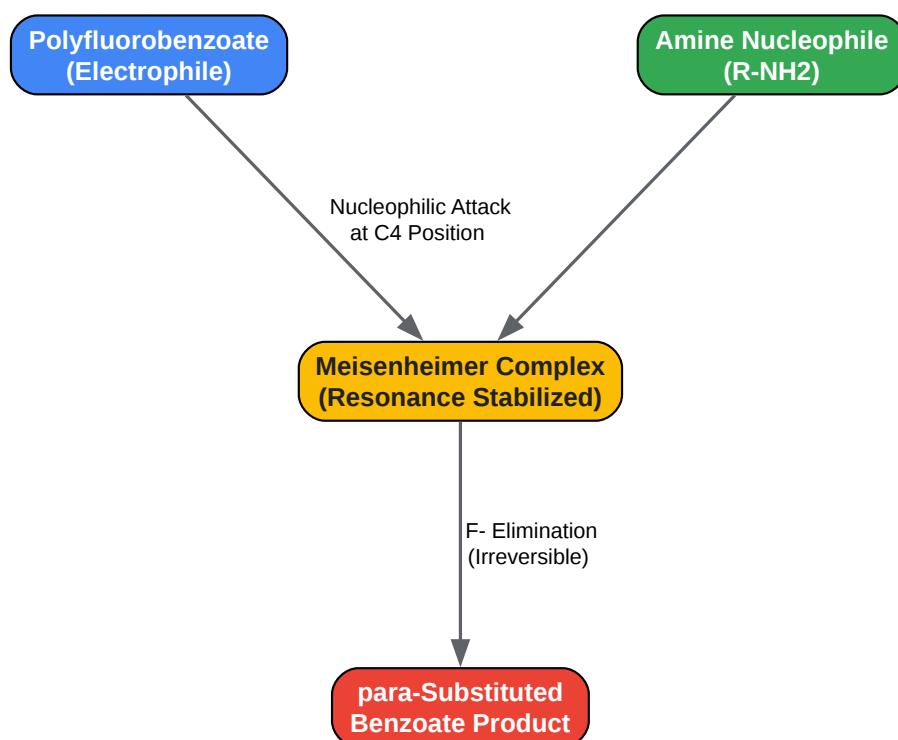 Polyfluorobenzoate
(Electrophile)
Amine Nucleophile
(R-NH2)
Nucleophilic Attack
at C4 Position
Meisenheimer Complex
(Resonance Stabilized)
F- Elimination
(Irreversible)
para-Substituted
Benzoate Product